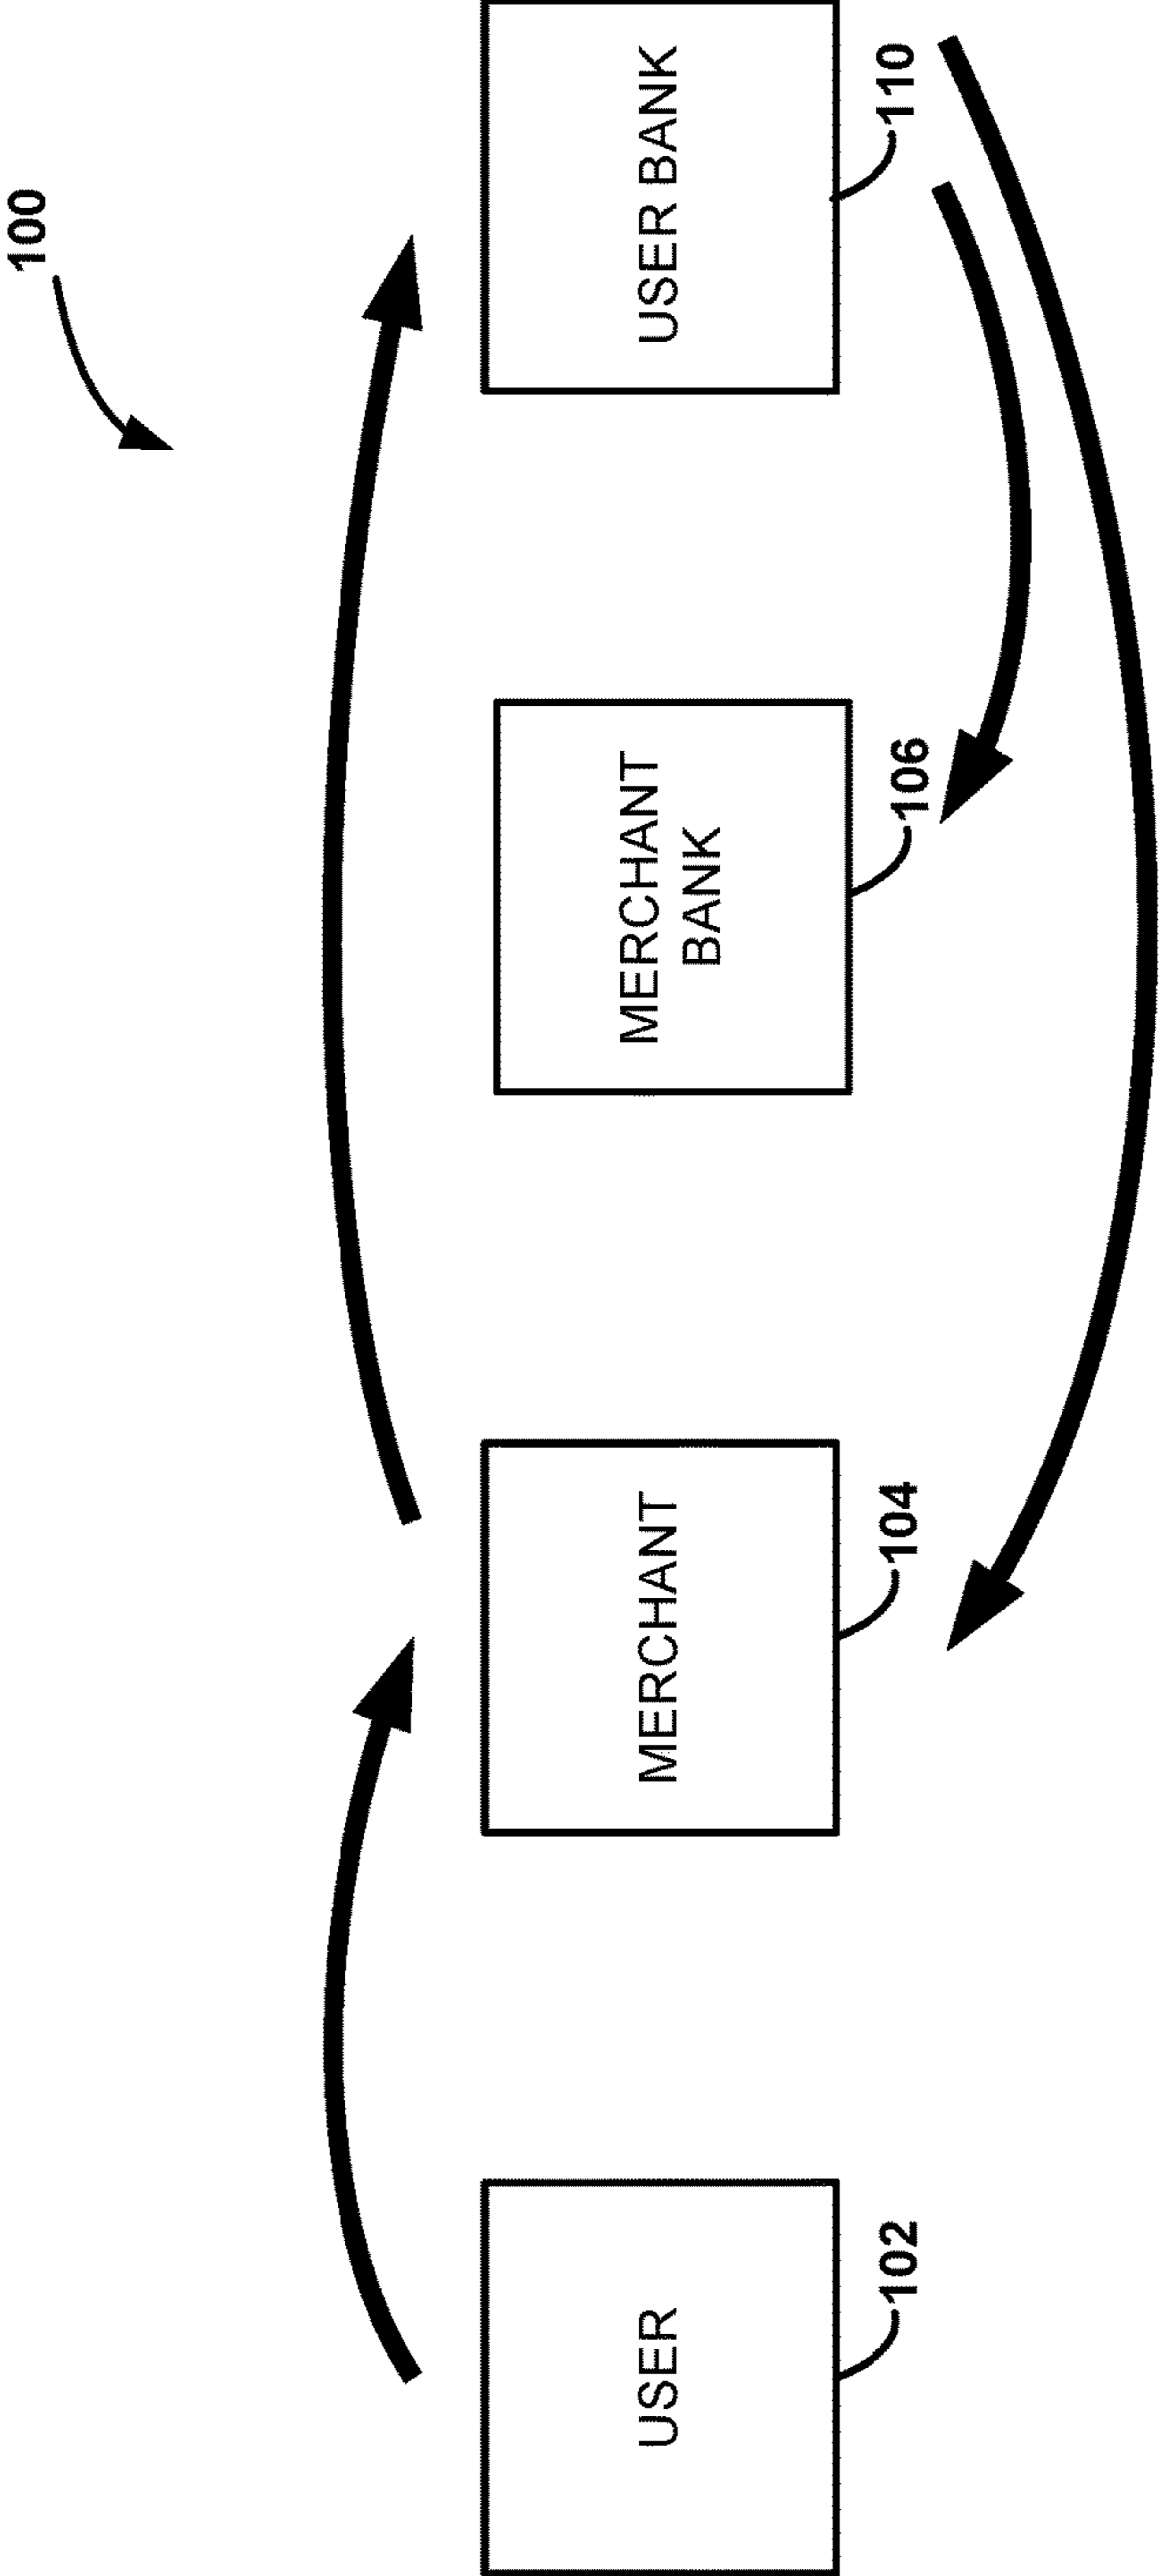 100
USER
102
MERCHANT
104
MERCHANT
BANK
106
USER BANK
110